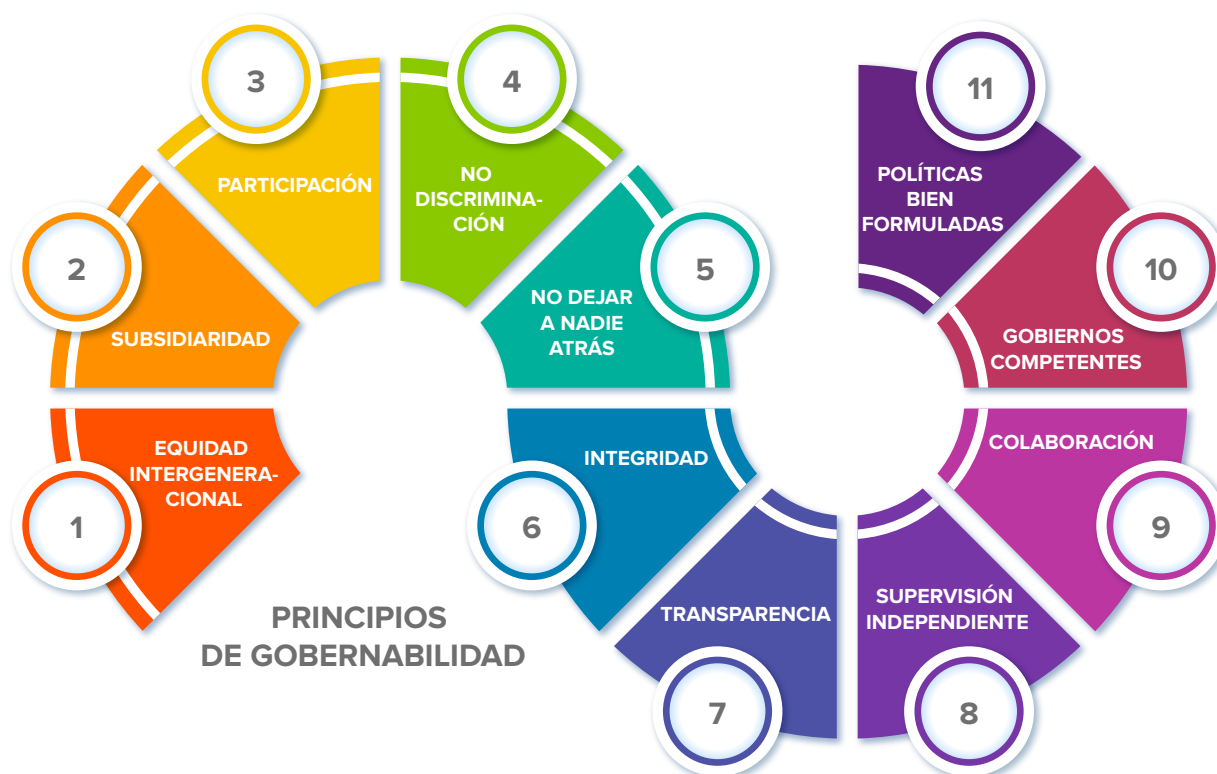 1
EQUIDAD
INTERGENERA-
CIONAL
2
SUBSIDIARIDAD
3
PARTICIPACIÓN
4
NO
DISCRIMINA-
CIÓN
5
NO DEJAR
A NADIE
ATRÁS
6
INTEGRIDAD
7
TRANSPARENCIA
8
SUPERVISIÓN
INDEPENDIENTE
9
COLABORACIÓN
10
GOBIERNOS
COMPETENTES
11
POLÍTICAS
BIEN
FORMULADAS
PRINCIPIOS
DE GOBERNABILIDAD